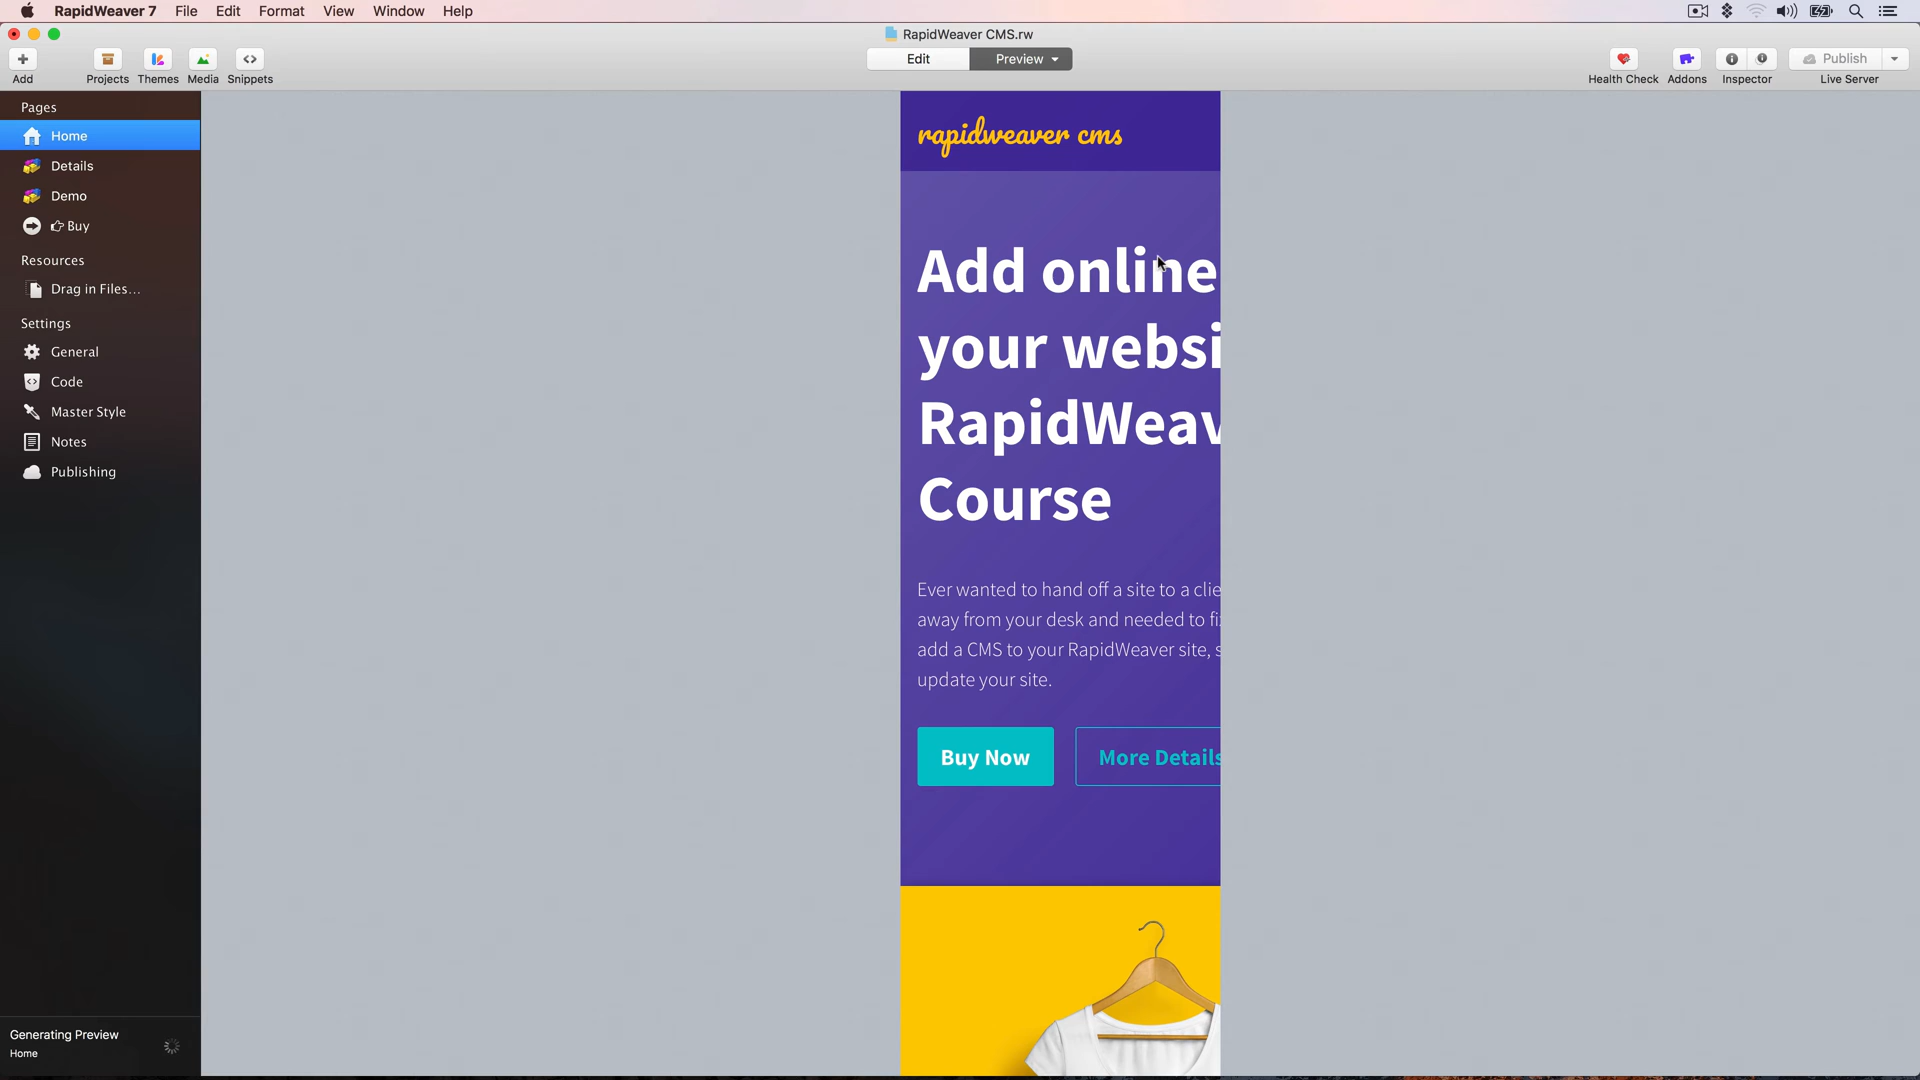 RapidWeaver 7 File Edit Format View Window Help
RapidWeaver CMS.rw
Edit Preview
Publish
Add Projects Themes Media Snippets Health Check Addons Inspector Live Server
Pages
Home
Details
Demo
Buy
Resources
Drag in Files...
Settings
General
Code
Master Style
Notes
Publishing
Generating Preview
Home
rapidweaver cms
Add online
your websi
RapidWeav
Course
Ever wanted to hand off a site to a clie
away from your desk and needed to fi
add a CMS to your RapidWeaver site, s
update your site.
Buy Now More Details